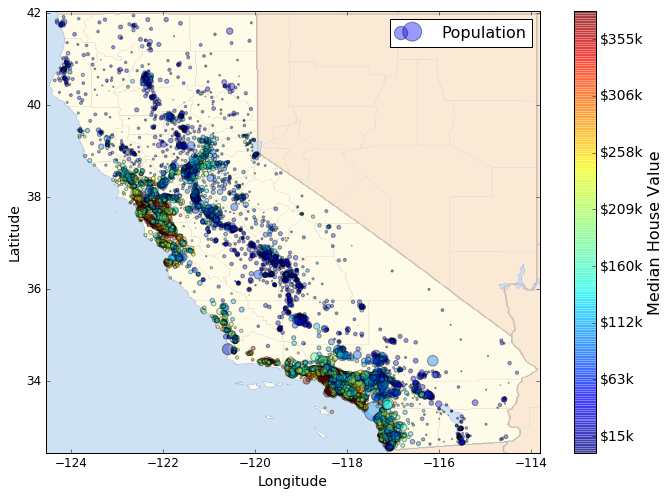 42
40
38
36
34
Latitude
−124
−122
−120
−118
−116
−114
Longitude
Population
$355k
$306k
$258k
$209k
$160k
$112k
$63k
$15k
Median House Value